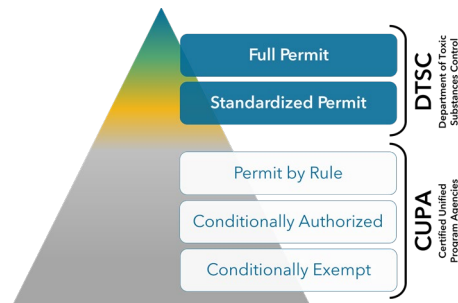 Full Permit
Standardized Permit
DTSC
Department of Toxic
Substances Control
Permit by Rule
Conditionally Authorized
Conditionally Exempt
CUPA
Certified Unified
Program Agencies